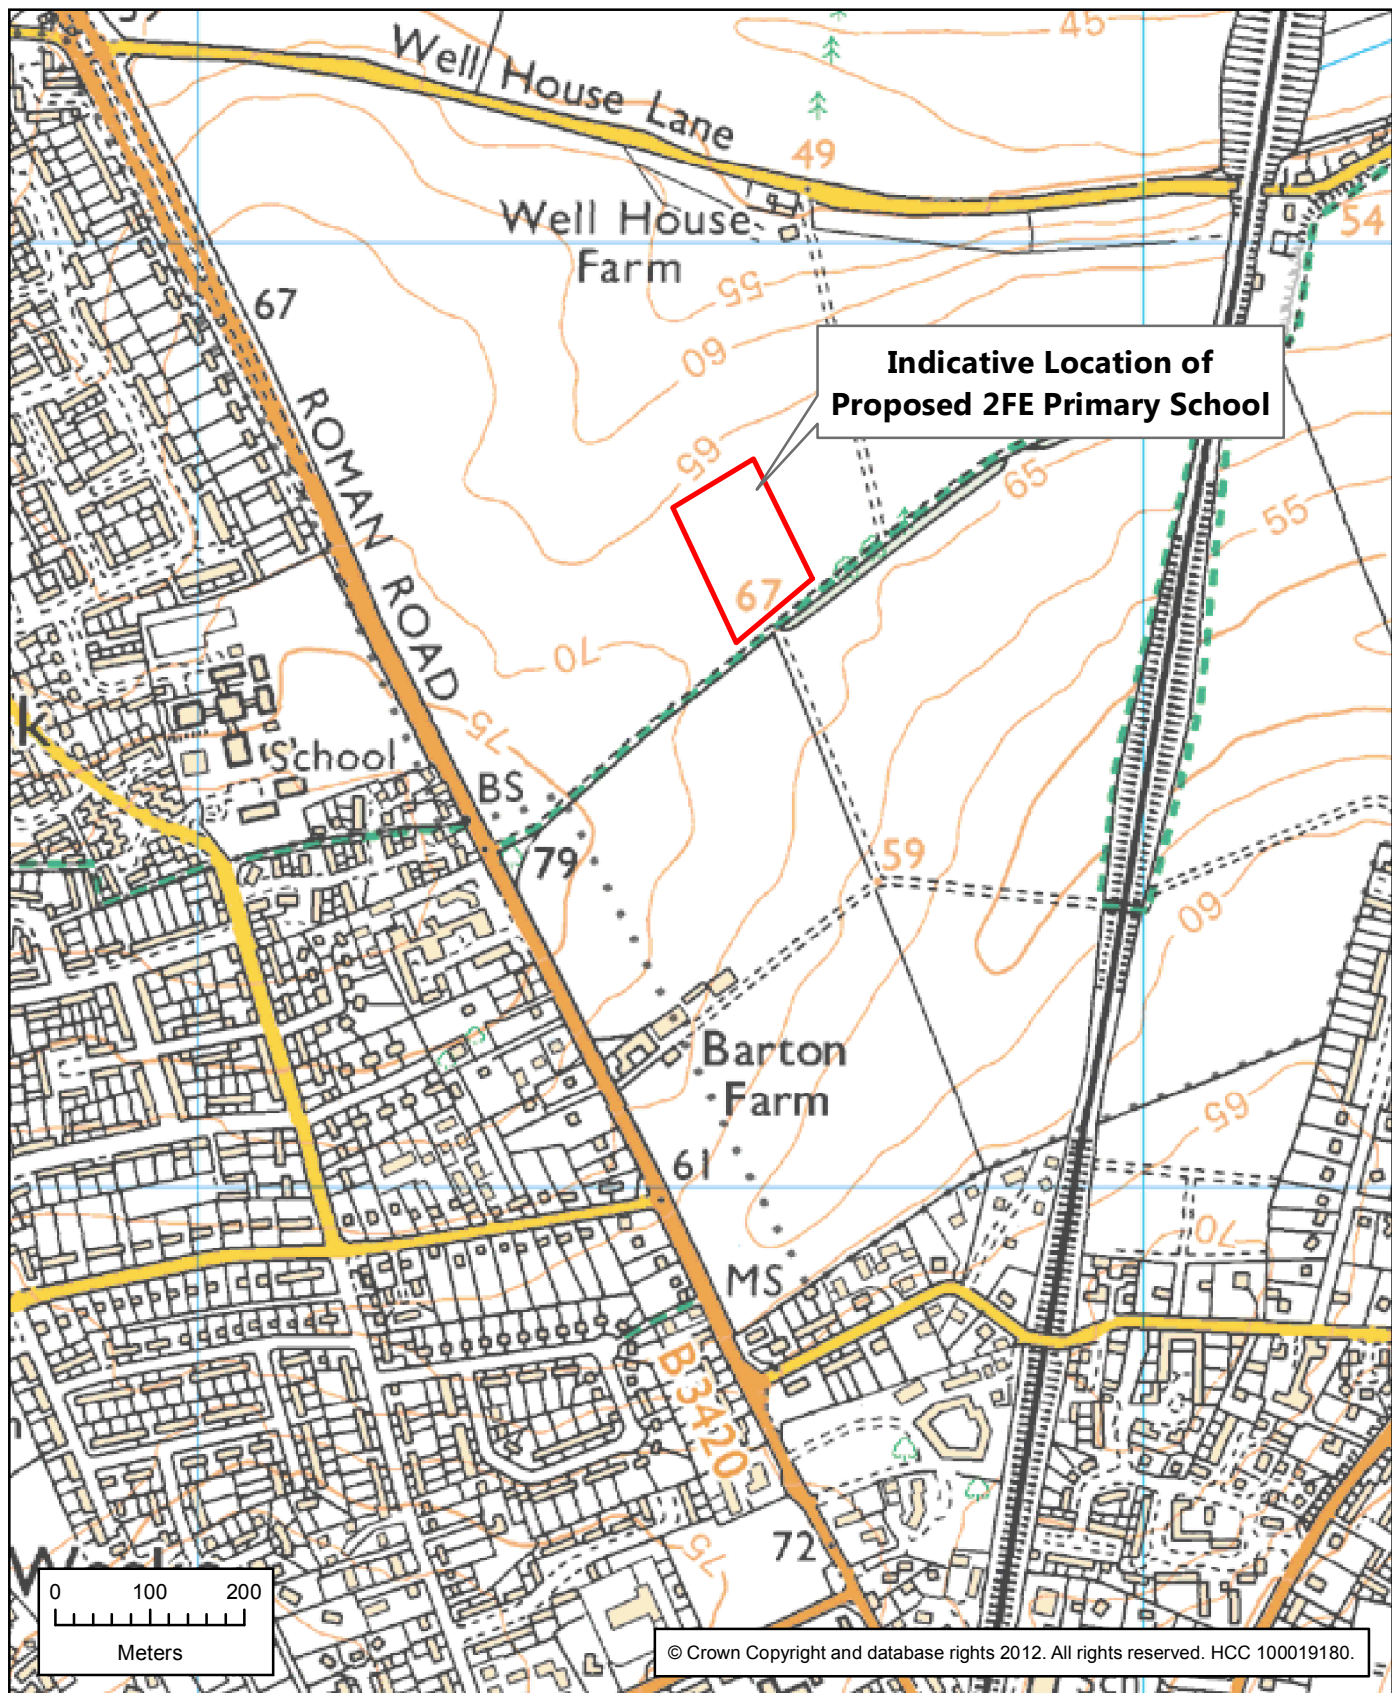 45
Well House Lane
49
Well House
Farm
54
55
67
60
Indicative Location of
Proposed 2FE Primary School
ROMAN ROAD
65
65
55
67
70
75
k
School
BS
79
59
60
Barton
Farm
65
61
70
MS
B3420
75
72
0 100 200
Meters
© Crown Copyright and database rights 2012. All rights reserved. HCC 100019180.